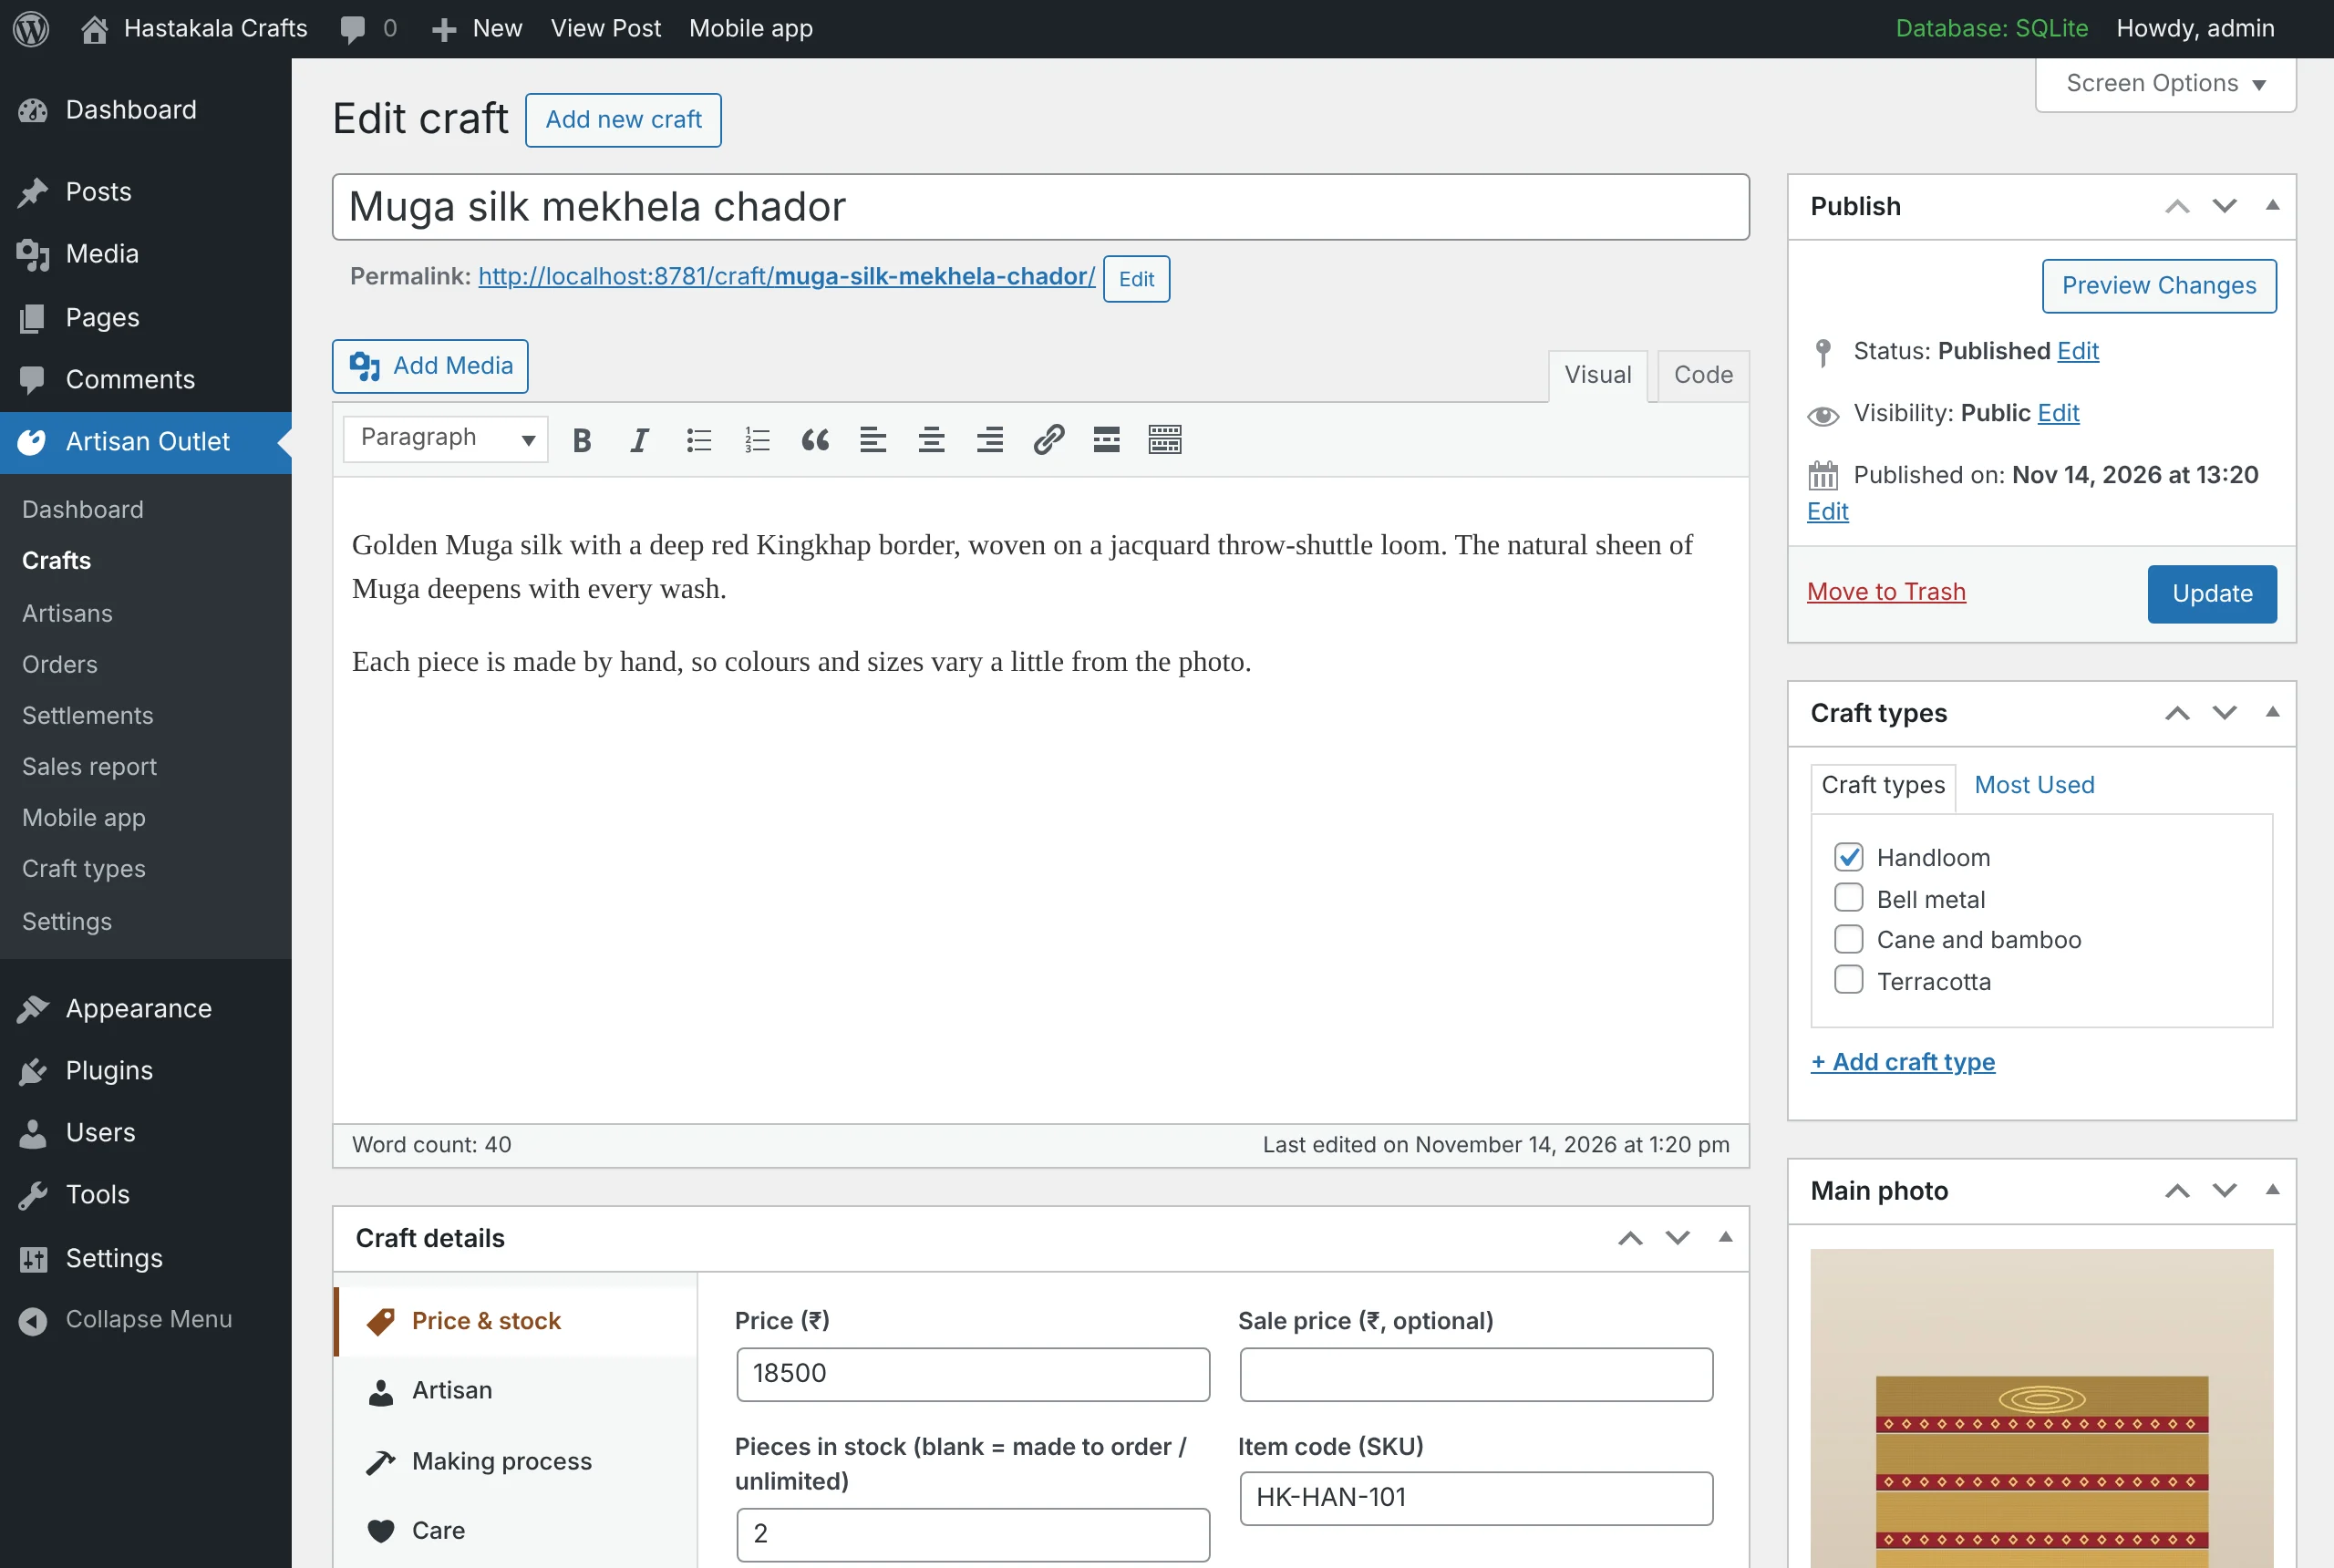 Hastakala Crafts
0
New
View Post
Mobile app
Database: SQLite
Howdy, admin
Screen Options
Dashboard
Posts
Media
Pages
Comments
Artisan Outlet
Dashboard
Crafts
Artisans
Orders
Settlements
Sales report
Mobile app
Craft types
Settings
Appearance
Plugins
Users
Tools
Settings
Collapse Menu
Edit craft
Add new craft
Muga silk mekhela chador
Permalink: http://localhost:8781/craft/muga-silk-mekhela-chador/ Edit
Add Media
Visual
Code
Paragraph
Golden Muga silk with a deep red Kingkhap border, woven on a jacquard throw-shuttle loom. The natural sheen of
Muga deepens with every wash.
Each piece is made by hand, so colours and sizes vary a little from the photo.
Word count: 40
Last edited on November 14, 2026 at 1:20 pm
Craft details
Price & stock
Artisan
Making process
Care
Price (₹)
18500
Sale price (₹, optional)
Pieces in stock (blank = made to order /
unlimited)
2
Item code (SKU)
HK-HAN-101
Publish
Preview Changes
Status: Published Edit
Visibility: Public Edit
Published on: Nov 14, 2026 at 13:20
Edit
Move to Trash
Update
Craft types
Craft types
Most Used
Handloom
Bell metal
Cane and bamboo
Terracotta
+ Add craft type
Main photo